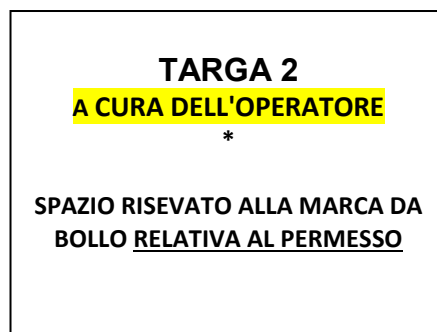 TARGA 2
A CURA DELL'OPERATORE
*
SPAZIO RISEVATO ALLA MARCA DA
BOLLO RELATIVA AL PERMESSO